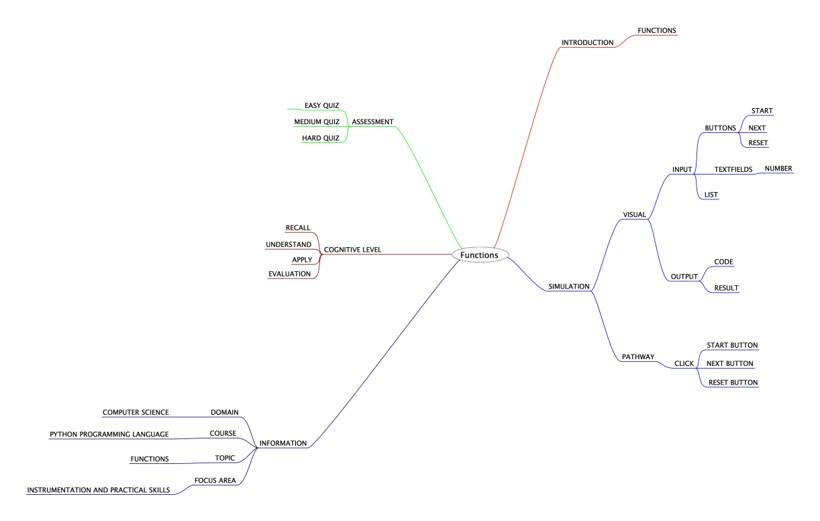 Functions
INTRODUCTION
FUNCTIONS
SIMULATION
VISUAL
INPUT
BUTTONS
START
NEXT
RESET
TEXTFIELDS
NUMBER
LIST
OUTPUT
CODE
RESULT
PATHWAY
CLICK
START BUTTON
NEXT BUTTON
RESET BUTTON
ASSESSMENT
EASY QUIZ
MEDIUM QUIZ
HARD QUIZ
COGNITIVE LEVEL
RECALL
UNDERSTAND
APPLY
EVALUATION
INFORMATION
DOMAIN
COMPUTER SCIENCE
COURSE
PYTHON PROGRAMMING LANGUAGE
TOPIC
FUNCTIONS
FOCUS AREA
INSTRUMENTATION AND PRACTICAL SKILLS